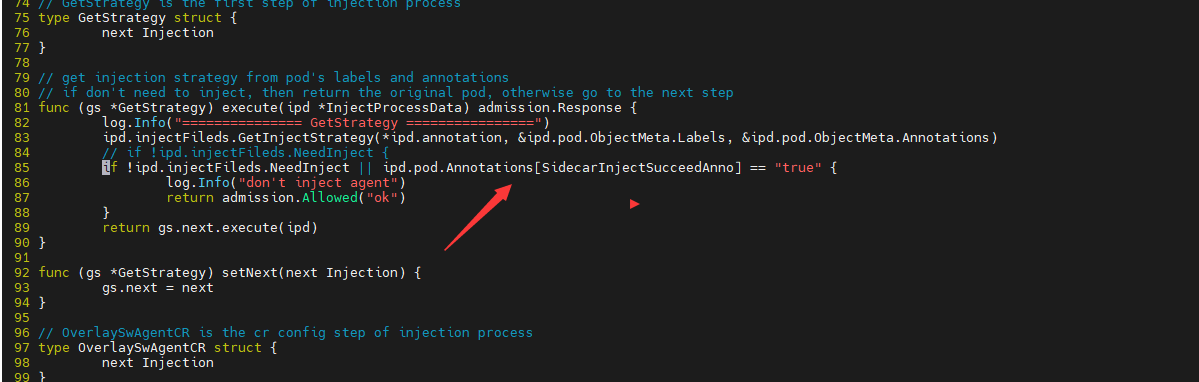 74 // GetStrategy is the first step of injection process
75 type GetStrategy struct {
76         next Injection
77 }
78
79 // get injection strategy from pod's labels and annotations
80 // if don't need to inject, then return the original pod, otherwise go to the next step
81 func (gs *GetStrategy) execute(ipd *InjectProcessData) admission.Response {
82         log.Info("=============== GetStrategy ================")
83         ipd.injectFileds.GetInjectStrategy(*ipd.annotation, &ipd.pod.ObjectMeta.Labels, &ipd.pod.ObjectMeta.Annotations)
84         // if !ipd.injectFileds.NeedInject {
85         if !ipd.injectFileds.NeedInject || ipd.pod.Annotations[SidecarInjectSucceedAnno] == "true" {
86                 log.Info("don't inject agent")
87                 return admission.Allowed("ok")
88         }
89         return gs.next.execute(ipd)
90 }
91
92 func (gs *GetStrategy) setNext(next Injection) {
93         gs.next = next
94 }
95
96 // OverlaySwAgentCR is the cr config step of injection process
97 type OverlaySwAgentCR struct {
98         next Injection
99 }